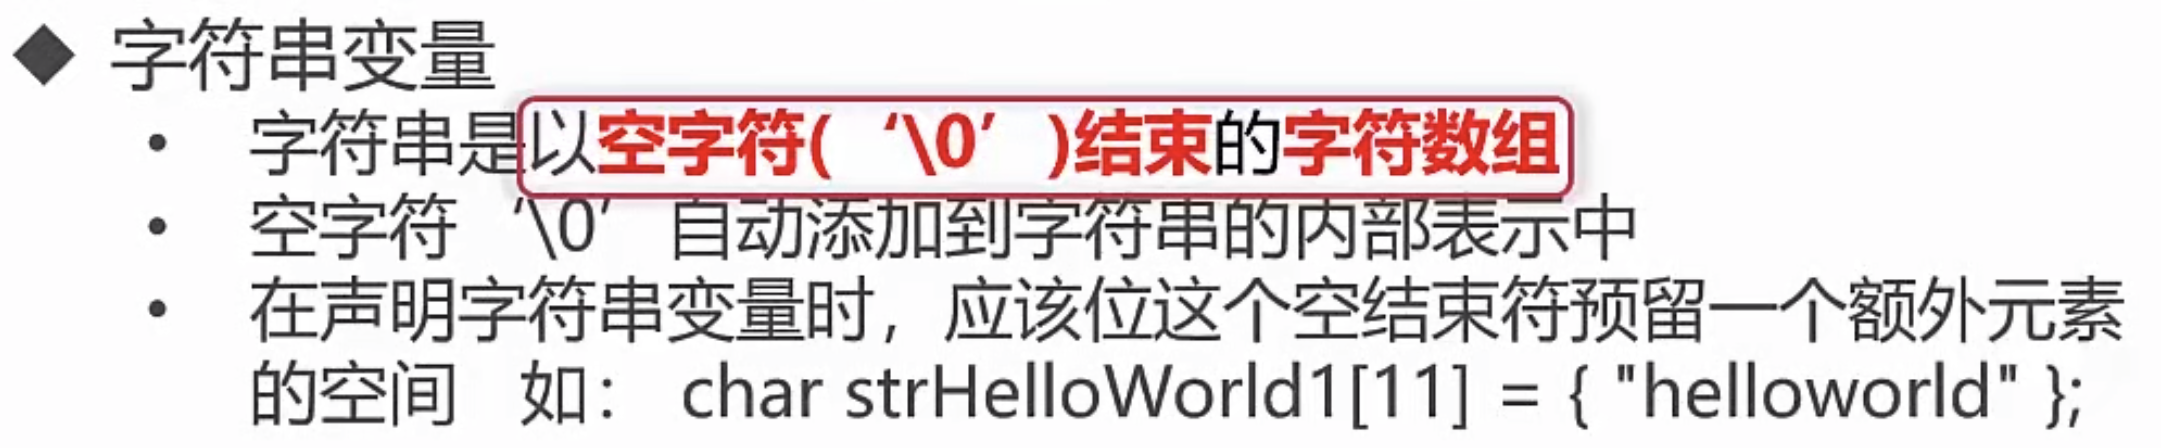 ◆ 字符串变量
• 字符串是以空字符(‘\0’)结束的字符数组
• 空字符‘\0’自动添加到字符串的内部表示中
• 在声明字符串变量时，应该位这个空结束符预留一个额外元素
的空间 如： char strHelloWorld1[11] = { "helloworld" };